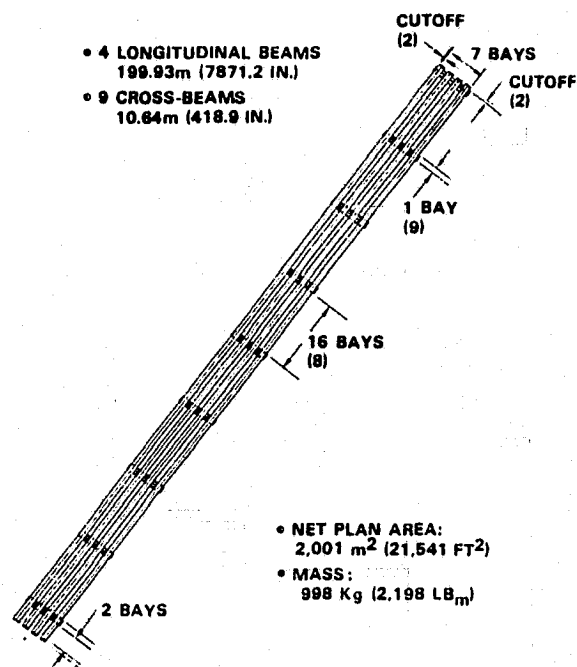 • 4 LONGITUDINAL BEAMS
199.93m (7871.2 IN.)
• 9 CROSS-BEAMS
10.64m (418.9 IN.)
CUTOFF
(2)
7 BAYS
CUTOFF
(2)
1 BAY
(9)
16 BAYS
(8)
• NET PLAN AREA:
2,001 m² (21,541 FT²)
• MASS:
998 Kg (2,198 LBₘ)
2 BAYS